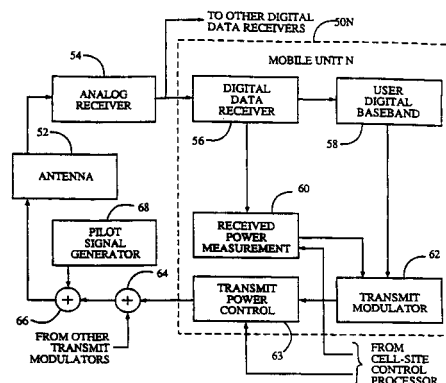 TO OTHER DIGITAL
DATA RECEIVERS
50N
54
MOBILE UNIT N
ANALOG
RECEIVER
DIGITAL
DATA
RECEIVER
USER
DIGITAL
BASEBAND
52
56
58
ANTENNA
68
60
PILOT
SIGNAL
GENERATOR
RECEIVED
POWER
MEASUREMENT
64
62
+
+
TRANSMIT
POWER
CONTROL
TRANSMIT
MODULATOR
66
FROM OTHER
TRANSMIT
MODULATORS
63
FROM
CELL-SITE
CONTROL
PROCESSOR